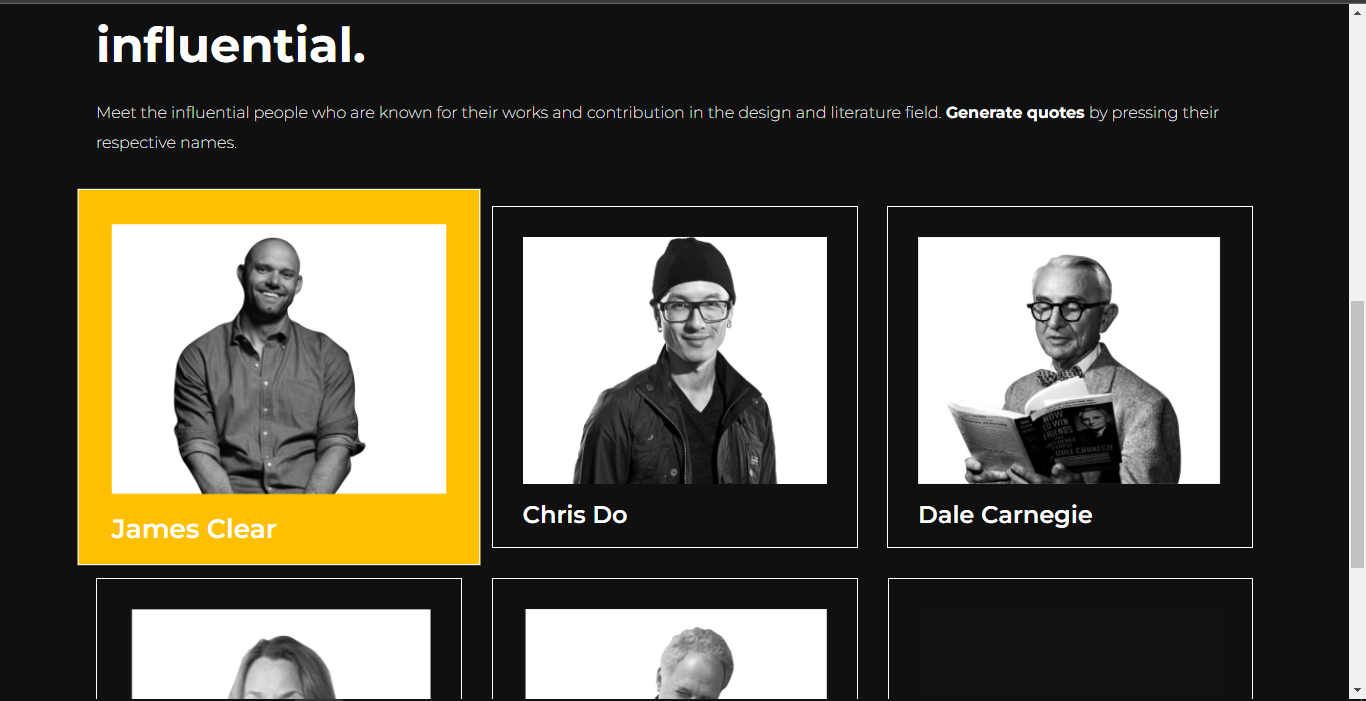 influential.
Meet the influential people who are known for their works and contribution in the design and literature field. Generate quotes by pressing their
respective names.
HOW
TO WIN
FRIENDS
AND INFLUENCE
PEOPLE
DALE CARNEGIE
James Clear
Chris Do
Dale Carnegie